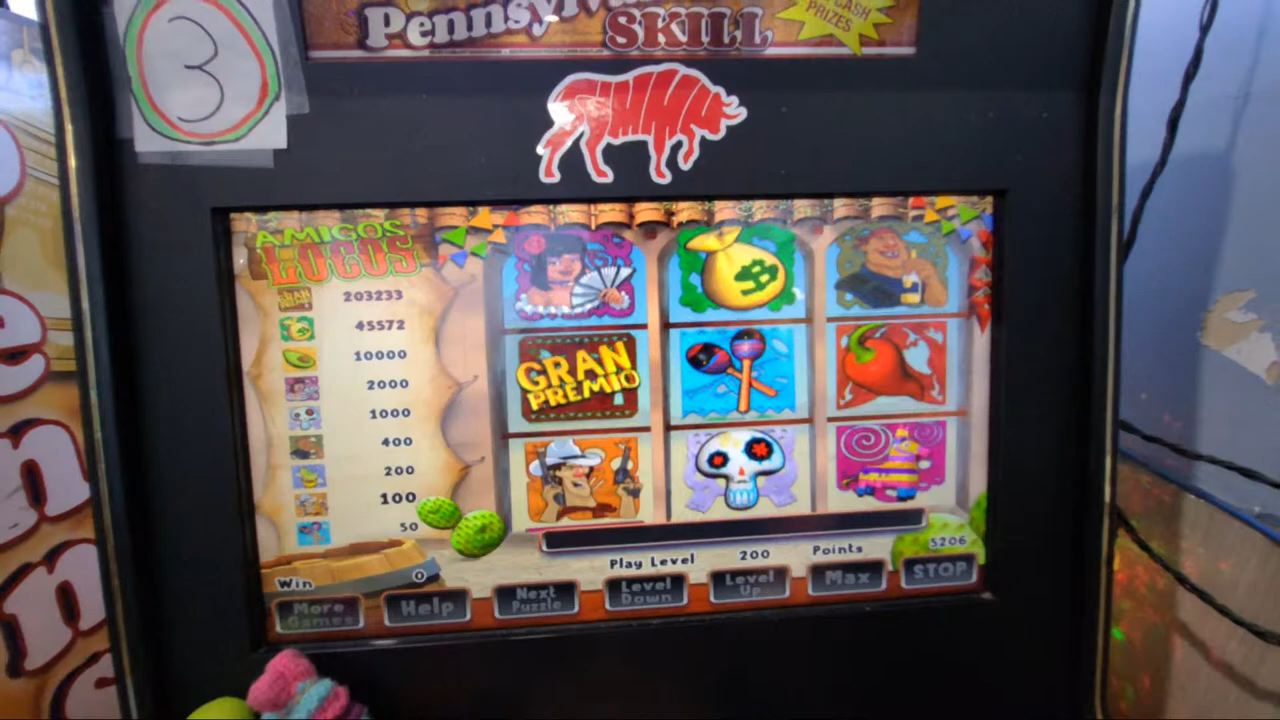 3
SKILL
CASH
PRIZES
AMIGOS
LOCOS
203233
45572
10000
2000
1000
400
200
100
50
GRAN
PREMIO
Win 0
Play Level 200 Points 5206
More
Games
Help
Next
Puzzle
Level
Down
Level
Up
Max
STOP